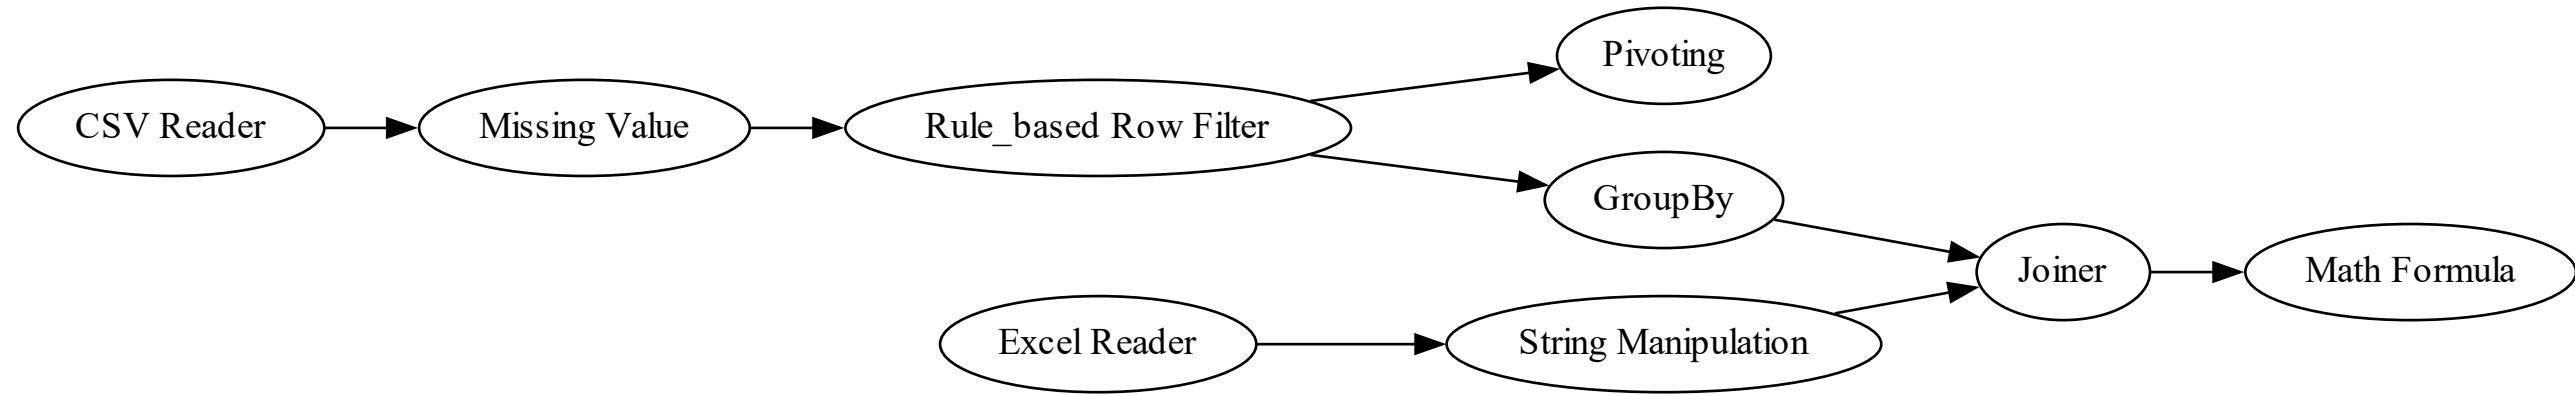 Pivoting
CSV Reader
Missing Value
Rule_based Row Filter
GroupBy
Joiner
Math Formula
Excel Reader
String Manipulation